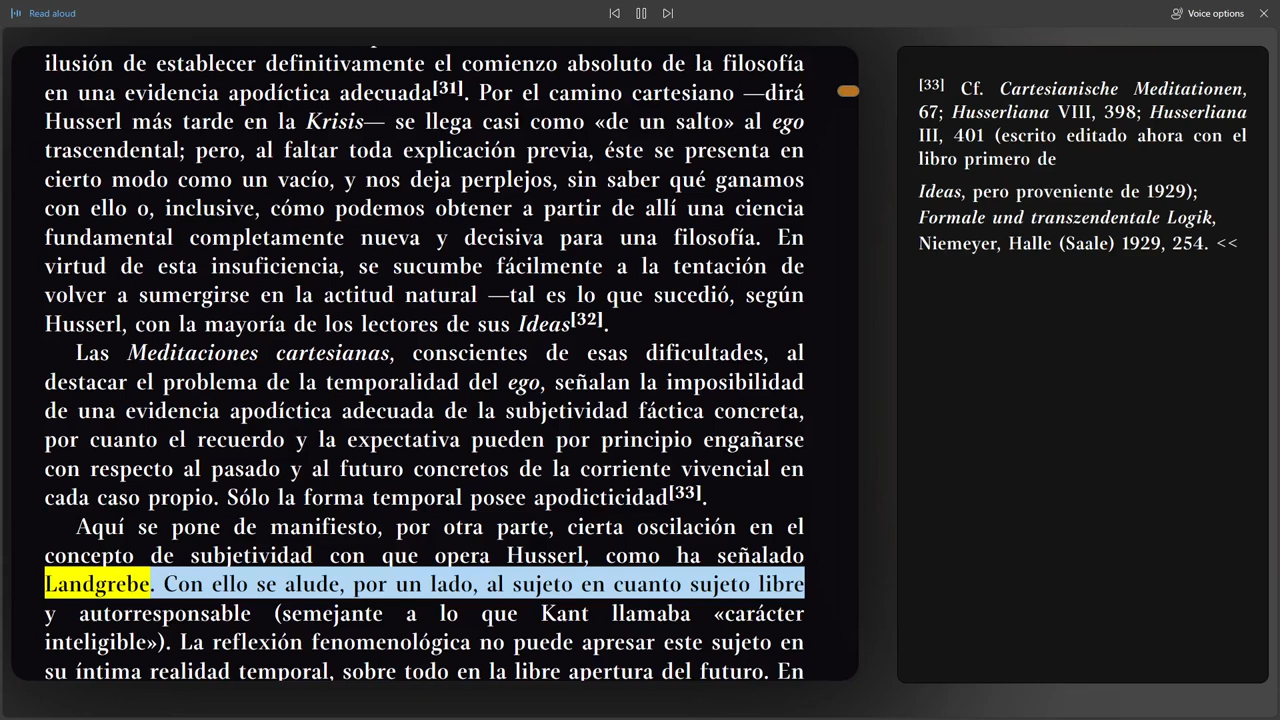 Read aloud
Voice options
ilusión de establecer definitivamente el comienzo absoluto de la filosofía
en una evidencia apodíctica adecuada[31]. Por el camino cartesiano —dirá
Husserl más tarde en la Krisis— se llega casi como «de un salto» al ego
trascendental; pero, al faltar toda explicación previa, éste se presenta en
cierto modo como un vacío, y nos deja perplejos, sin saber qué ganamos
con ello o, inclusive, cómo podemos obtener a partir de allí una ciencia
fundamental completamente nueva y decisiva para una filosofía. En
virtud de esta insuficiencia, se sucumbe fácilmente a la tentación de
volver a sumergirse en la actitud natural —tal es lo que sucedió, según
Husserl, con la mayoría de los lectores de sus Ideas[32].
Las Meditaciones cartesianas, conscientes de esas dificultades, al
destacar el problema de la temporalidad del ego, señalan la imposibilidad
de una evidencia apodíctica adecuada de la subjetividad fáctica concreta,
por cuanto el recuerdo y la expectativa pueden por principio engañarse
con respecto al pasado y al futuro concretos de la corriente vivencial en
cada caso propio. Sólo la forma temporal posee apodicticidad[33].
Aquí se pone de manifiesto, por otra parte, cierta oscilación en el
concepto de subjetividad con que opera Husserl, como ha señalado
Landgrebe. Con ello se alude, por un lado, al sujeto en cuanto sujeto libre
y autorresponsable (semejante a lo que Kant llamaba «carácter
inteligible»). La reflexión fenomenológica no puede apresar este sujeto en
su íntima realidad temporal, sobre todo en la libre apertura del futuro. En
[33] Cf. Cartesianische Meditationen,
67; Husserliana VIII, 398; Husserliana
III, 401 (escrito editado ahora con el
libro primero de
Ideas, pero proveniente de 1929);
Formale und transzendentale Logik,
Niemeyer, Halle (Saale) 1929, 254. <<